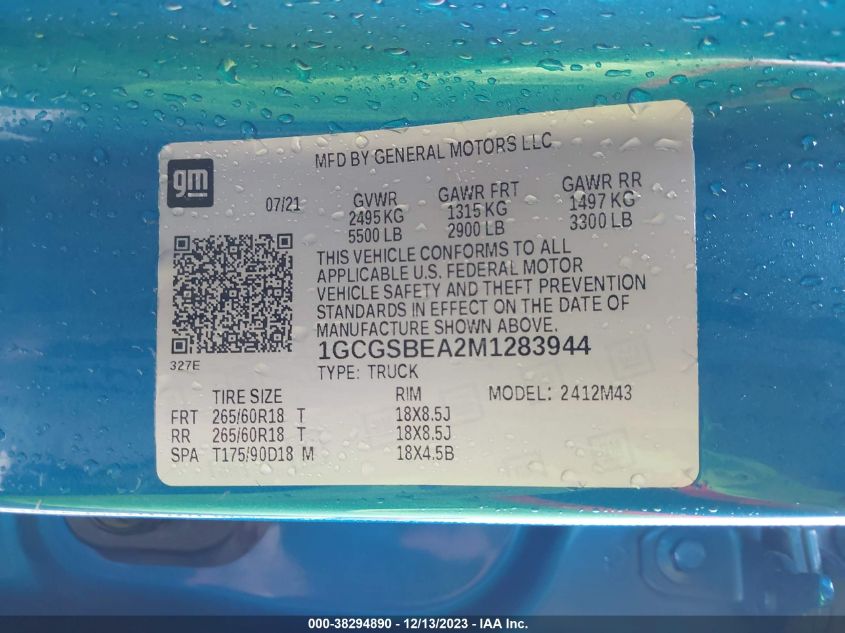 MFD BY GENERAL MOTORS LLC
gm
07/21
GVWR GAWR FRT GAWR RR
2495 KG 1315 KG 1497 KG
5500 LB 2900 LB 3300 LB
THIS VEHICLE CONFORMS TO ALL
APPLICABLE U.S. FEDERAL MOTOR
VEHICLE SAFETY AND THEFT PREVENTION
STANDARDS IN EFFECT ON THE DATE OF
MANUFACTURE SHOWN ABOVE.
1GCGSBEA2M1283944
327E
TYPE: TRUCK
TIRE SIZE RIM MODEL: 2412M43
FRT 265/60R18 T 18X8.5J
RR 265/60R18 T 18X8.5J
SPA T175/90D18 M 18X4.5B
000-38294890 - 12/13/2023 - IAA Inc.